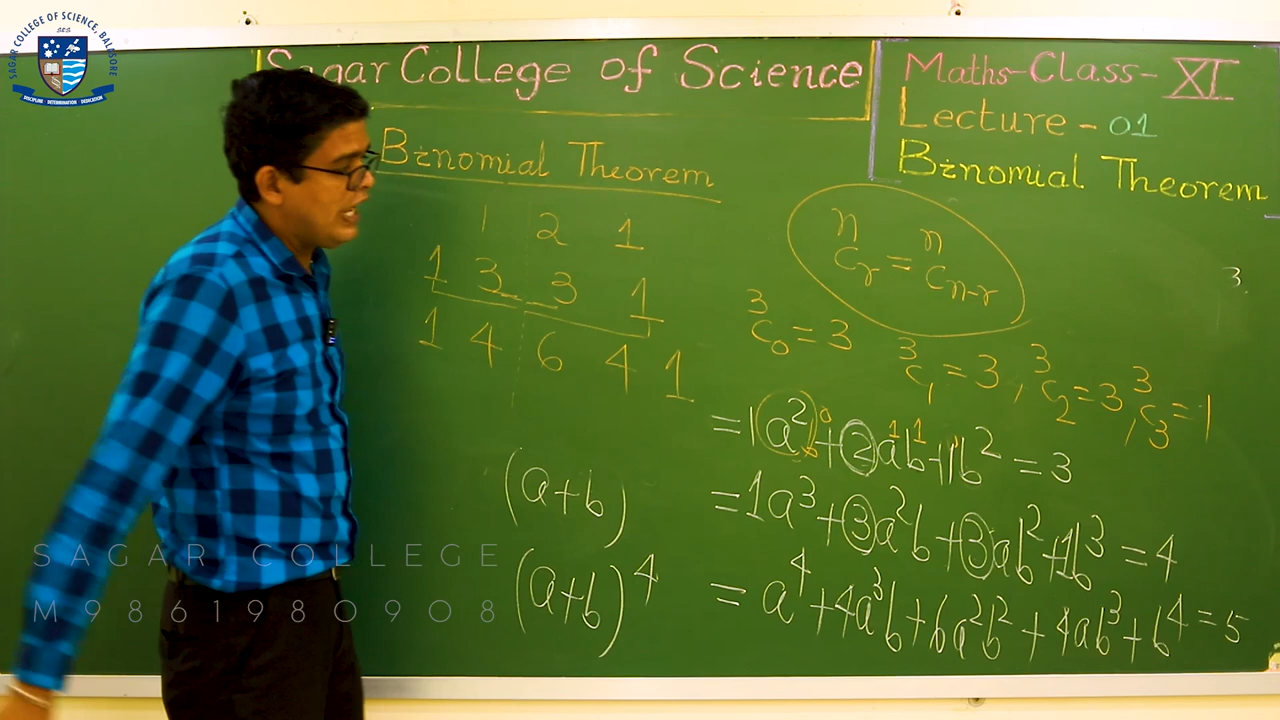 SAGAR COLLEGE OF SCIENCE, BALASORE
SCS
DISCIPLINE DETERMINATION DEDICATION
Sagar College of Science
Maths-Class-XI
Lecture-01
Binomial Theorem
Binomial Theorem
1 2 1
1 3 3 1
1 4 6 4 1
ⁿCᵣ = ⁿCₙ₋ᵣ
3.
³C₀ = 3
³C₁ = 3, ³C₂ = 3, ³C₃ = 1
= 1a²b⁰ + 2a¹b¹ + 1b² = 3
(a+b) = 1a³ + 3a²b + 3ab² + 1b³ = 4
(a+b)⁴ = a⁴ + 4a³b + 6a²b² + 4ab³ + b⁴ = 5
SAGAR COLLEGE
M9861980908